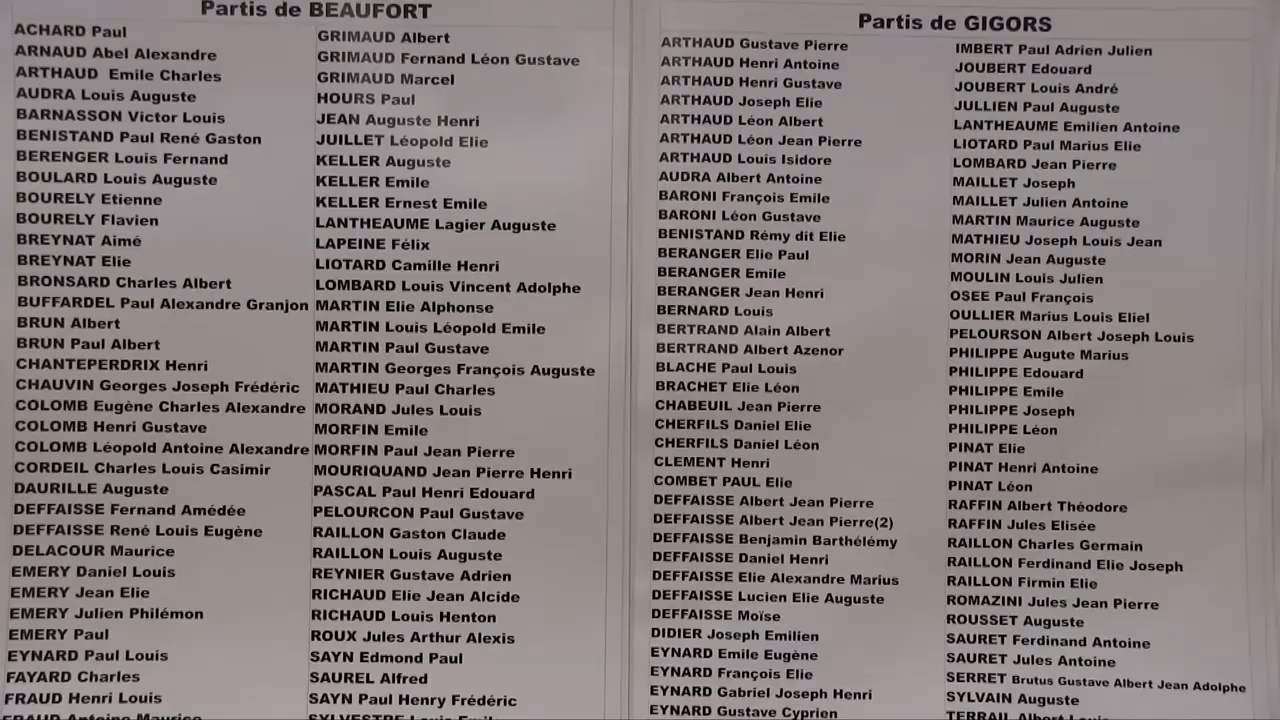 Partis de BEAUFORT
ACHARD Paul
ARNAUD Abel Alexandre
ARTHAUD Emile Charles
AUDRA Louis Auguste
BARNASSON Victor Louis
BENISTAND Paul René Gaston
BERENGER Louis Fernand
BOULARD Louis Auguste
BOURELY Etienne
BOURELY Flavien
BREYNAT Aimé
BREYNAT Elie
BRONSARD Charles Albert
BUFFARDEL Paul Alexandre Granjon
BRUN Albert
BRUN Paul Albert
CHANTEPERDRIX Henri
CHAUVIN Georges Joseph Frédéric
COLOMB Eugène Charles Alexandre
COLOMB Henri Gustave
COLOMB Léopold Antoine Alexandre
CORDEIL Charles Louis Casimir
DAURILLE Auguste
DEFFAISSE Fernand Amédée
DEFFAISSE René Louis Eugène
DELACOUR Maurice
EMERY Daniel Louis
EMERY Jean Elie
EMERY Julien Philémon
EMERY Paul
EYNARD Paul Louis
FAYARD Charles
FRAUD Henri Louis
FRAUD Antoine Maurice
GRIMAUD Albert
GRIMAUD Fernand Léon Gustave
GRIMAUD Marcel
HOURS Paul
JEAN Auguste Henri
JUILLET Léopold Elie
KELLER Auguste
KELLER Emile
KELLER Ernest Emile
LANTHEAUME Lagier Auguste
LAPEINE Félix
LIOTARD Camille Henri
LOMBARD Louis Vincent Adolphe
MARTIN Elie Alphonse
MARTIN Louis Léopold Emile
MARTIN Paul Gustave
MARTIN Georges François Auguste
MATHIEU Paul Charles
MORAND Jules Louis
MORFIN Emile
MORFIN Paul Jean Pierre
MOURIQUAND Jean Pierre Henri
PASCAL Paul Henri Edouard
PELOURCON Paul Gustave
RAILLON Gaston Claude
RAILLON Louis Auguste
REYNIER Gustave Adrien
RICHAUD Elie Jean Alcide
RICHAUD Louis Henton
ROUX Jules Arthur Alexis
SAYN Edmond Paul
SAUREL Alfred
SAYN Paul Henry Frédéric
SYLVESTRE Louis
Partis de GIGORS
ARTHAUD Gustave Pierre
ARTHAUD Henri Antoine
ARTHAUD Henri Gustave
ARTHAUD Joseph Elie
ARTHAUD Léon Albert
ARTHAUD Léon Jean Pierre
ARTHAUD Louis Isidore
AUDRA Albert Antoine
BARONI François Emile
BARONI Léon Gustave
BENISTAND Rémy dit Elie
BERANGER Elie Paul
BERANGER Emile
BERANGER Jean Henri
BERNARD Louis
BERTRAND Alain Albert
BERTRAND Albert Azenor
BLACHE Paul Louis
BRACHET Elie Léon
CHABEUIL Jean Pierre
CHERFILS Daniel Elie
CHERFILS Daniel Léon
CLEMENT Henri
COMBET PAUL Elie
DEFFAISSE Albert Jean Pierre
DEFFAISSE Albert Jean Pierre(2)
DEFFAISSE Benjamin Barthélémy
DEFFAISSE Daniel Henri
DEFFAISSE Elie Alexandre Marius
DEFFAISSE Lucien Elie Auguste
DEFFAISSE Moïse
DIDIER Joseph Emilien
EYNARD Emile Eugène
EYNARD François Elie
EYNARD Gabriel Joseph Henri
EYNARD Gustave Cyprien
IMBERT Paul Adrien Julien
JOUBERT Edouard
JOUBERT Louis André
JULLIEN Paul Auguste
LANTHEAUME Emilien Antoine
LIOTARD Paul Marius Elie
LOMBARD Jean Pierre
MAILLET Joseph
MAILLET Julien Antoine
MARTIN Maurice Auguste
MATHIEU Joseph Louis Jean
MORIN Jean Auguste
MOULIN Louis Julien
OSEE Paul François
OULLIER Marius Louis Eliel
PELOURSON Albert Joseph Louis
PHILIPPE Augute Marius
PHILIPPE Edouard
PHILIPPE Emile
PHILIPPE Joseph
PHILIPPE Léon
PINAT Elie
PINAT Henri Antoine
PINAT Léon
RAFFIN Albert Théodore
RAFFIN Jules Elisée
RAILLON Charles Germain
RAILLON Ferdinand Elie Joseph
RAILLON Firmin Elie
ROMAZINI Jules Jean Pierre
ROUSSET Auguste
SAURET Ferdinand Antoine
SAURET Jules Antoine
SERRET Brutus Gustave Albert Jean Adolphe
SYLVAIN Auguste
TERRAIL Albert